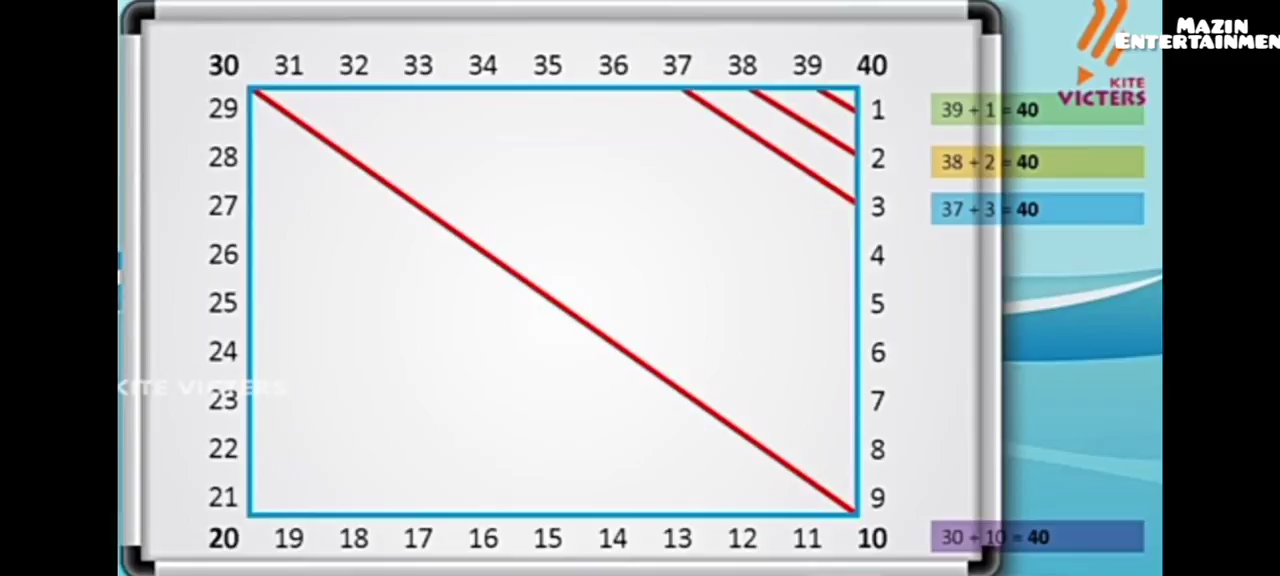 MAZIN
ENTERTAINMEN
KITE
VICTERS
30 31 32 33 34 35 36 37 38 39 40
29 1 39 + 1 = 40
28 2 38 + 2 = 40
27 3 37 + 3 = 40
26 4
25 5
24 6
KITE VICTERS
23 7
22 8
21 9
20 19 18 17 16 15 14 13 12 11 10 30 + 10 = 40